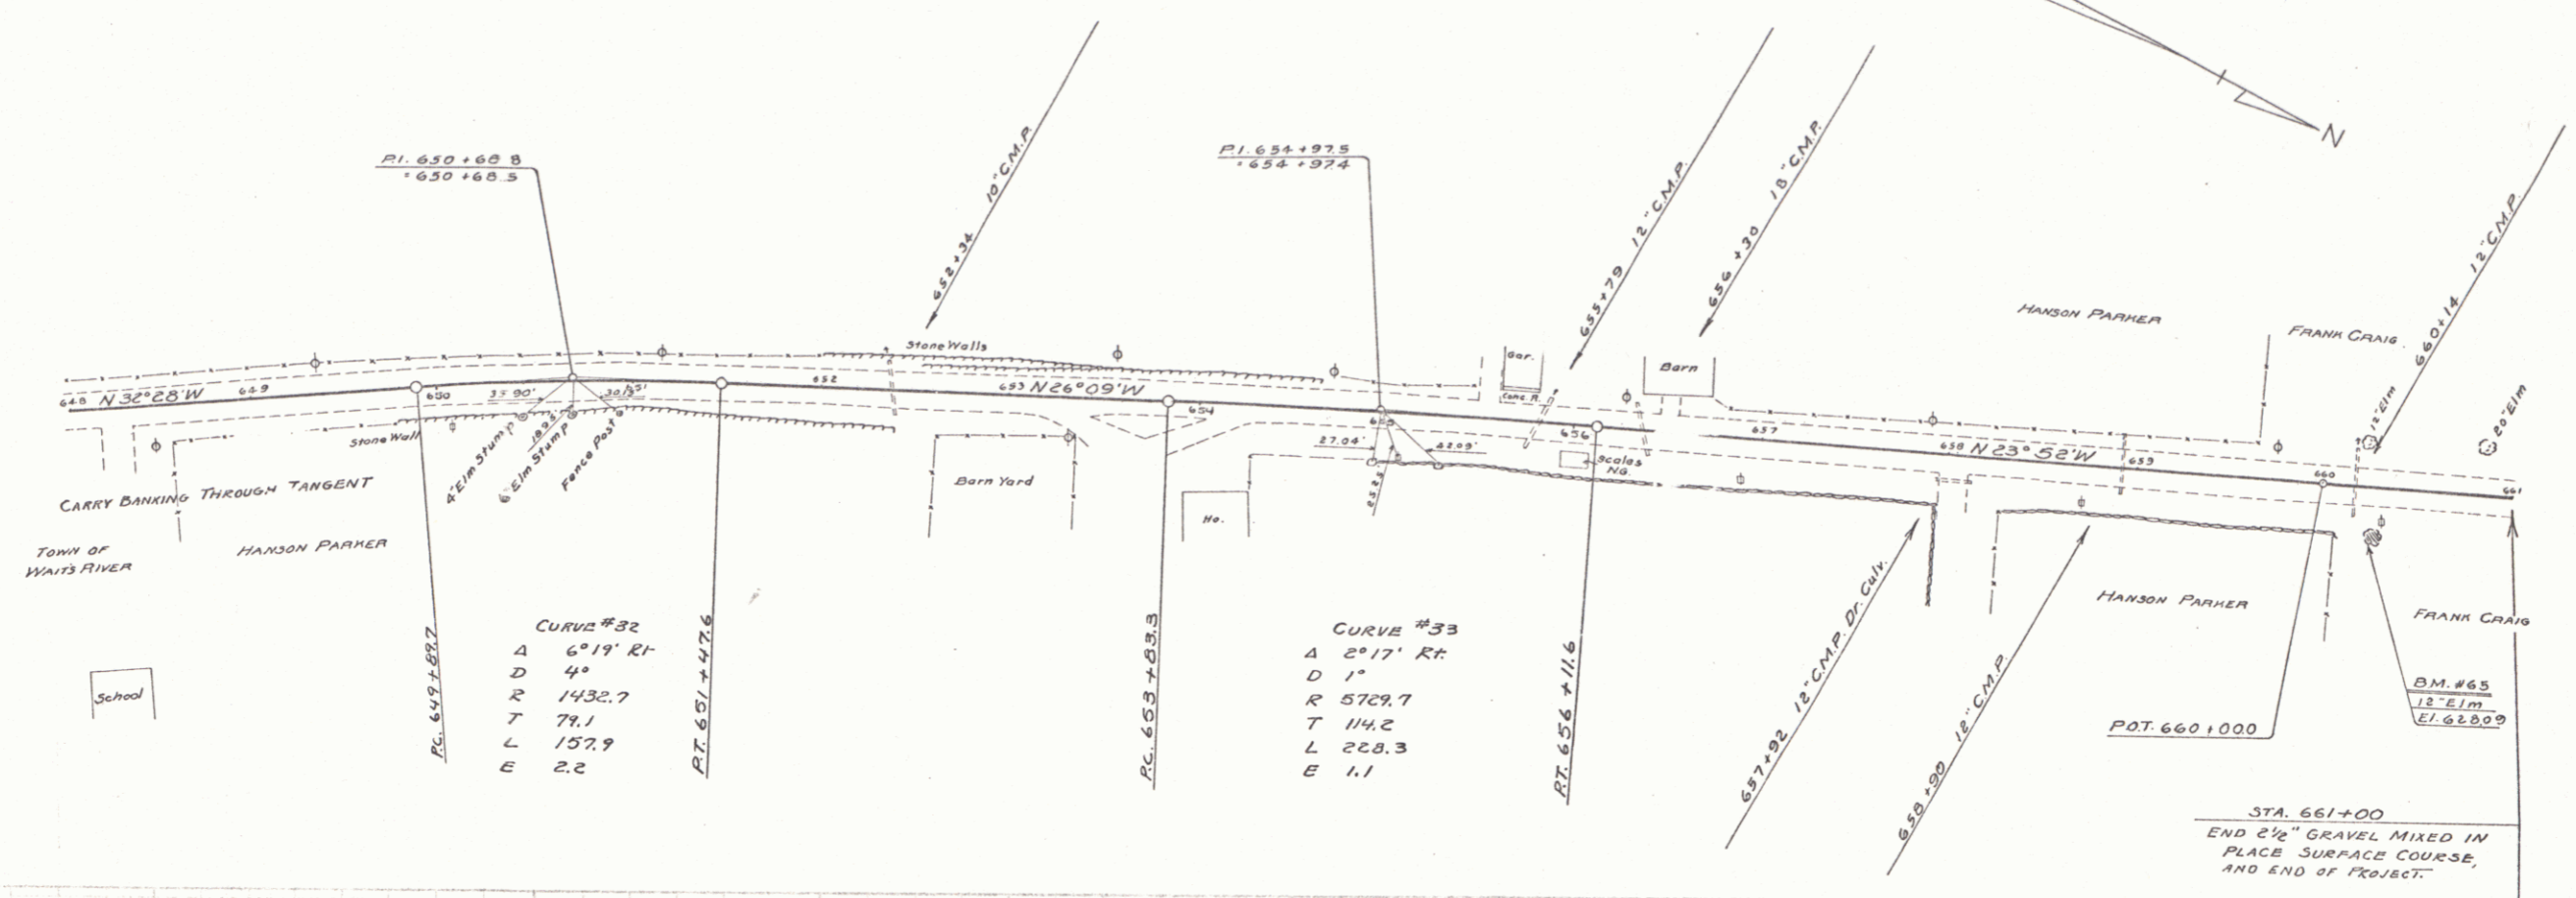 N
P.I. 650+68.8
= 650+68.5
10" C.M.P.
652+34
P.I. 654+97.5
= 654+97.4
12" C.M.P.
655+79
18" C.M.P.
656+30
12" C.M.P.
660+14
HANSON PARKER
FRANK CRAIG
Stone Walls
Gar.
Conc. R.
Barn
12" Elm
20" Elm
648
N 32°28'W
649
650
651
652
653
N 26°09'W
654
655
656
657
658
N 23°52'W
659
660
661
35.90'
Stone Wall
4" Elm Stump
6" Elm Stump
Fence Post
27.04'
22.09'
Scales
N.G.
Barn Yard
Ho.
CARRY BANKING THROUGH TANGENT
TOWN OF
WAITS RIVER
HANSON PARKER
School
P.C. 649+89.7
CURVE #32
Δ 6°19' Rt
D 4°
R 1432.7
T 79.1
L 157.9
E 2.2
P.T. 651+47.6
P.C. 653+83.3
CURVE #33
Δ 2°17' Rt.
D 1°
R 5729.7
T 114.2
L 228.3
E 1.1
P.T. 656+11.6
657+92 12" C.M.P. Dr. Culv.
658+90 12" C.M.P.
HANSON PARKER
FRANK CRAIG
B.M. #65
12" Elm
El. 628.09
P.O.T. 660+00.0
STA. 661+00
END 2½" GRAVEL MIXED IN
PLACE SURFACE COURSE,
AND END OF PROJECT.